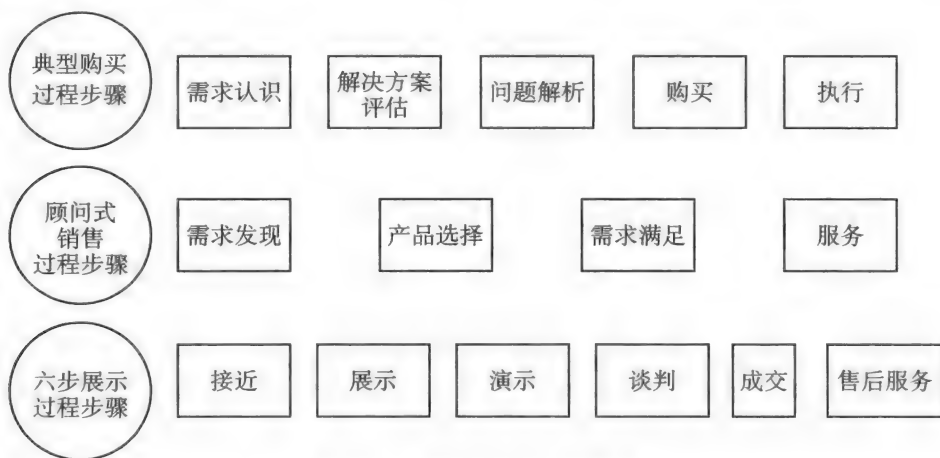 典型购买
过程步骤
需求认识
解决方案
评估
问题解析
购买
执行
顾问式
销售
过程步骤
需求发现
产品选择
需求满足
服务
六步展示
过程步骤
接近
展示
演示
谈判
成交
售后服务